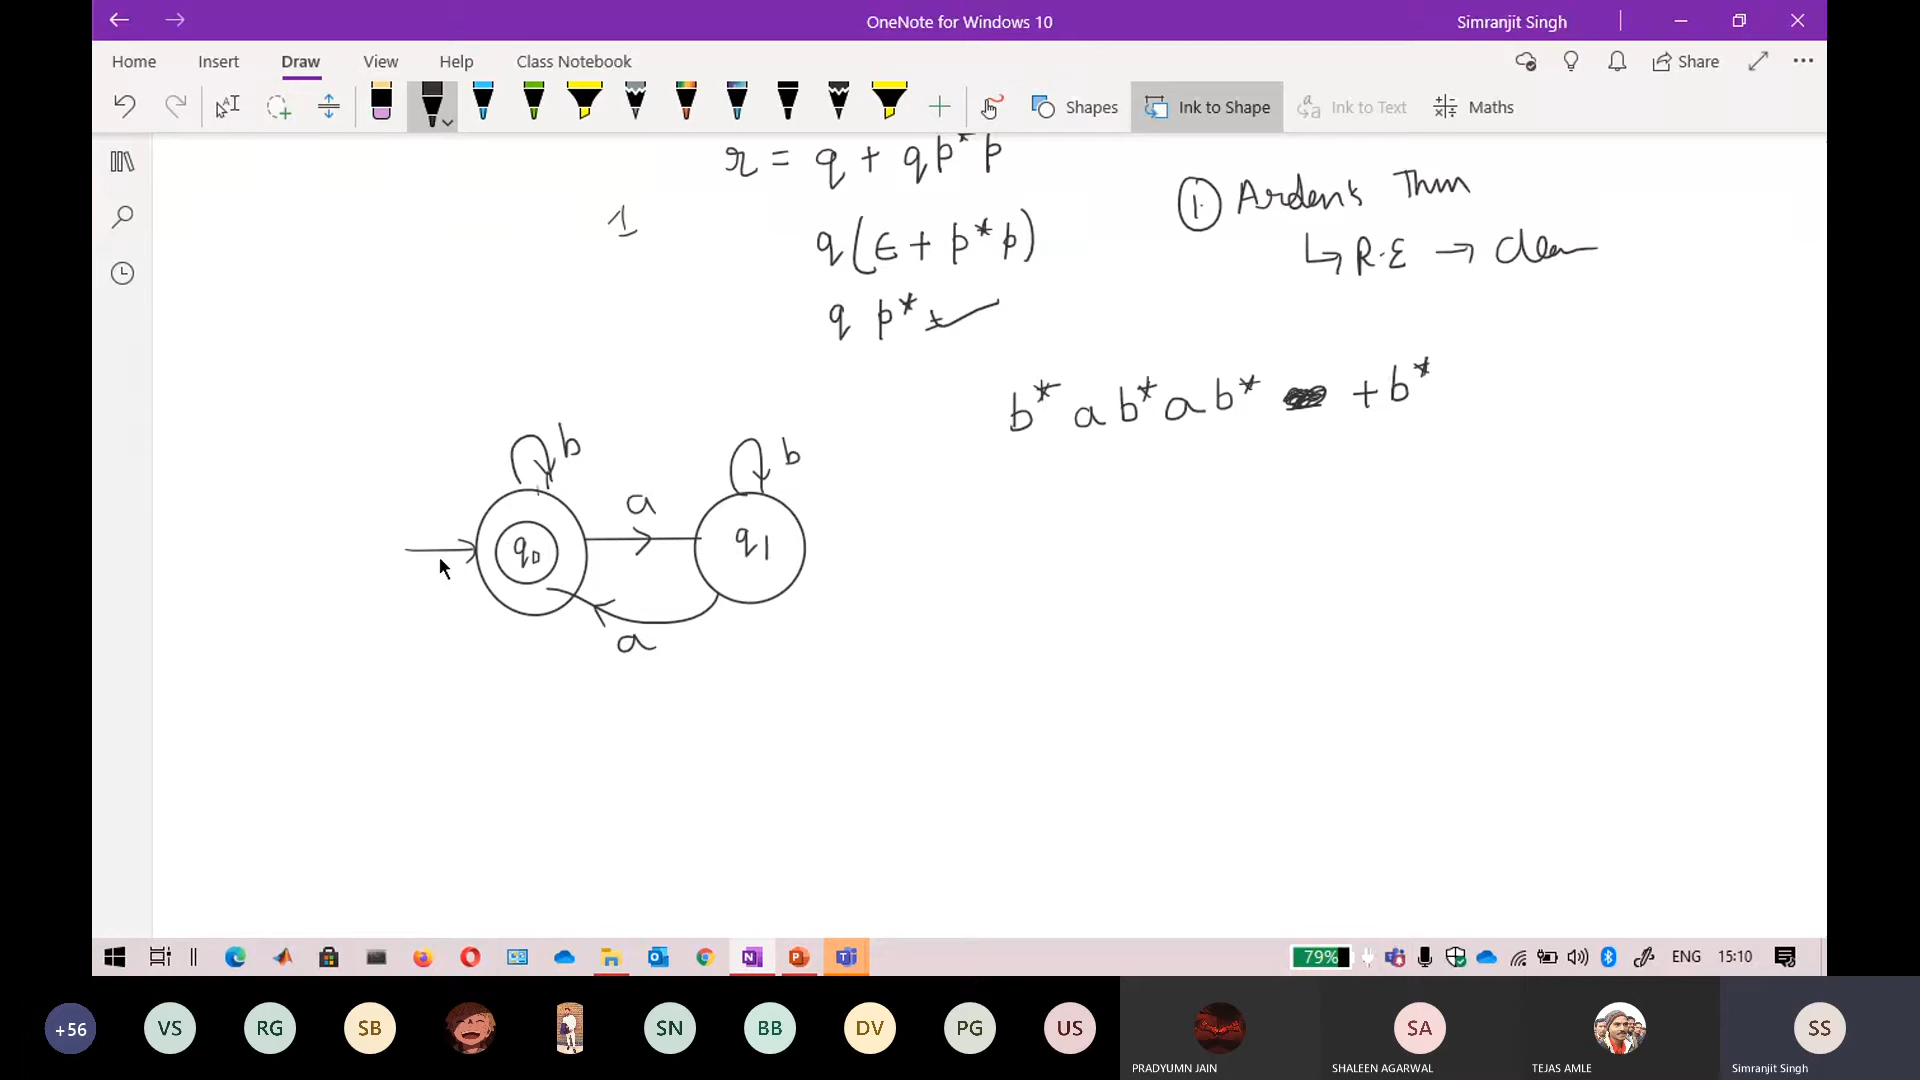 OneNote for Windows 10
Simranjit Singh
Home Insert Draw View Help Class Notebook
Share
Shapes
Ink to Shape
Ink to Text
Maths
r = q + qp*p
1
q(ε + p*p)
q p*
① Arden's Thm
↳ R.E →
b* a b* a b* + b*
b
b
a
q0
q1
a
79%
ENG
15:10
+56
VS
RG
SB
SN
BB
DV
PG
US
SA
SS
PRADYUMN JAIN
SHALEEN AGARWAL
TEJAS AMLE
Simranjit Singh